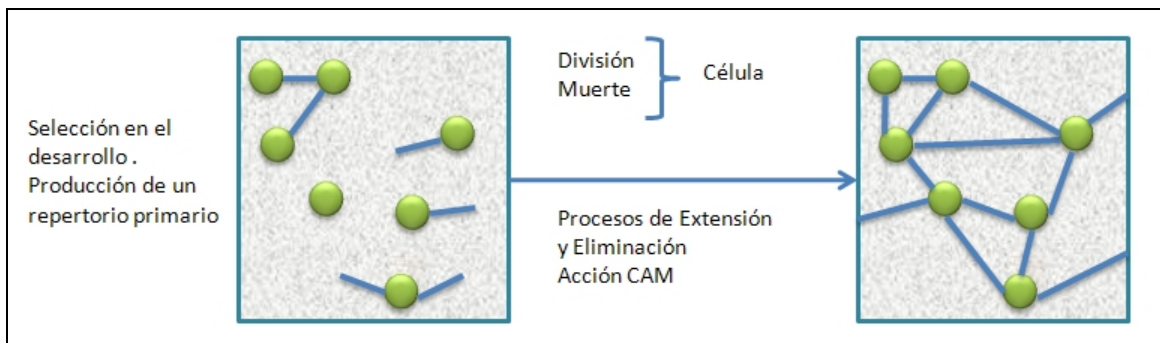 Selección en el
desarrollo .
Producción de un
repertorio primario
División
Muerte
Célula
Procesos de Extensión
y Eliminación
Acción CAM